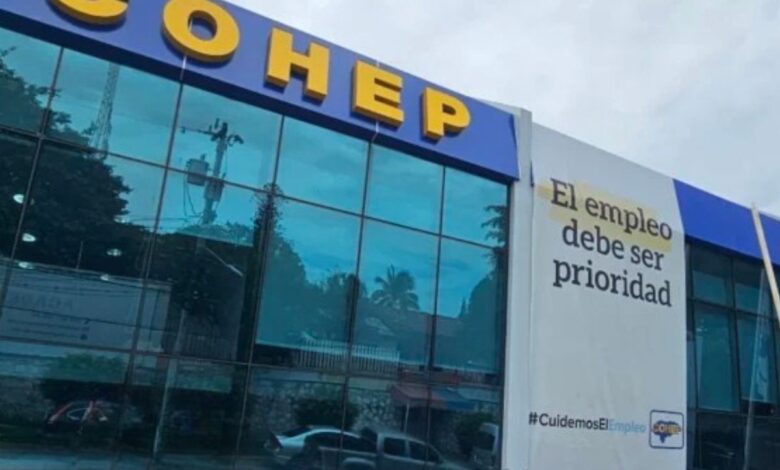 COHEP
El empleo
debe ser
prioridad
#CuidemosElEmpleo
COHEP